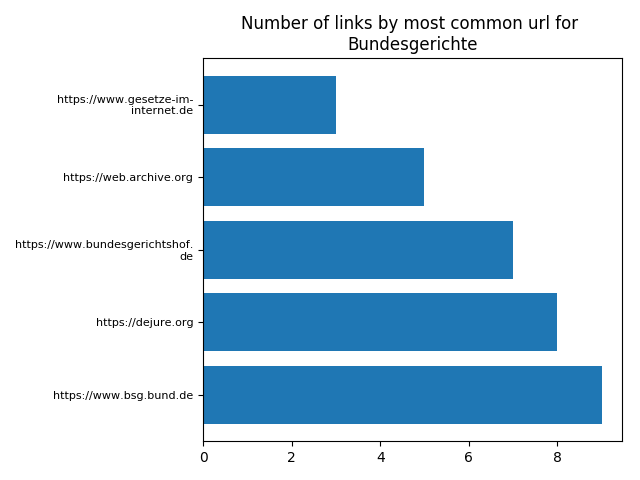 Number of links by most common url for
Bundesgerichte
https://www.gesetze-im-
internet.de
https://web.archive.org
https://www.bundesgerichtshof.
de
https://dejure.org
https://www.bsg.bund.de
0 2 4 6 8